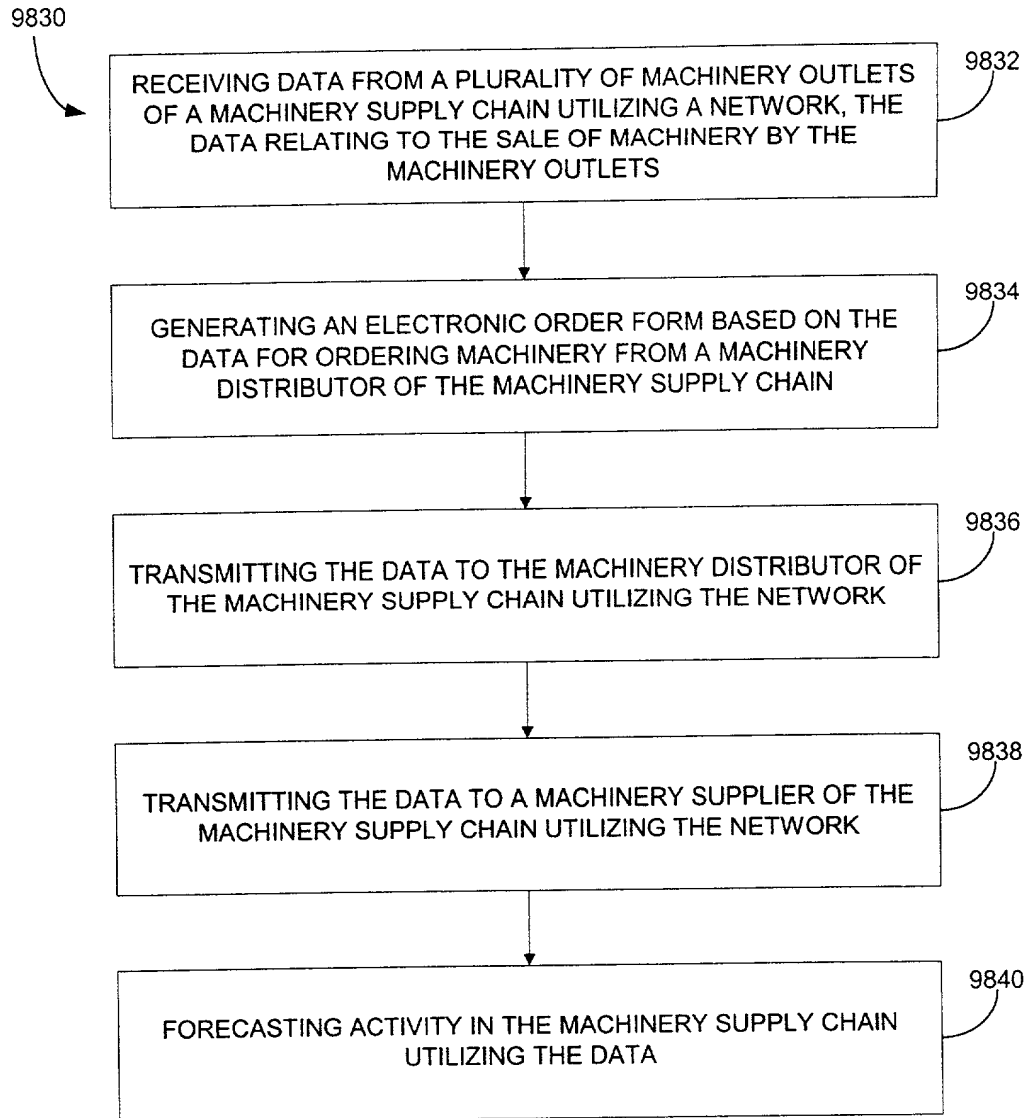 9830
RECEIVING DATA FROM A PLURALITY OF MACHINERY OUTLETS
OF A MACHINERY SUPPLY CHAIN UTILIZING A NETWORK, THE
DATA RELATING TO THE SALE OF MACHINERY BY THE
MACHINERY OUTLETS
9832
GENERATING AN ELECTRONIC ORDER FORM BASED ON THE
DATA FOR ORDERING MACHINERY FROM A MACHINERY
DISTRIBUTOR OF THE MACHINERY SUPPLY CHAIN
9834
TRANSMITTING THE DATA TO THE MACHINERY DISTRIBUTOR OF
THE MACHINERY SUPPLY CHAIN UTILIZING THE NETWORK
9836
TRANSMITTING THE DATA TO A MACHINERY SUPPLIER OF THE
MACHINERY SUPPLY CHAIN UTILIZING THE NETWORK
9838
FORECASTING ACTIVITY IN THE MACHINERY SUPPLY CHAIN
UTILIZING THE DATA
9840